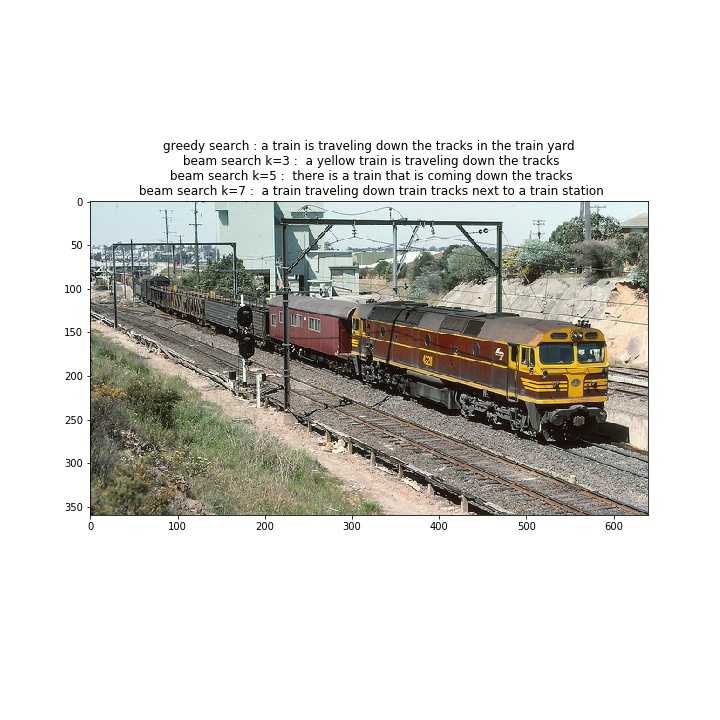 greedy search : a train is traveling down the tracks in the train yard
beam search k=3 : a yellow train is traveling down the tracks
beam search k=5 : there is a train that is coming down the tracks
beam search k=7 : a train traveling down train tracks next to a train station
0
50
100
150
200
250
300
350
4220
0 100 200 300 400 500 600